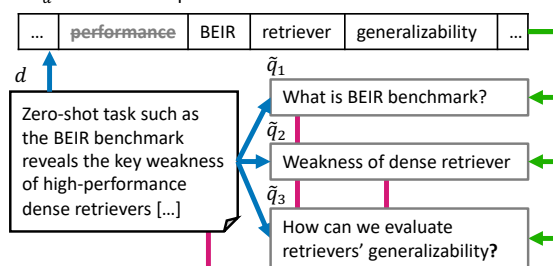 ... performance BEIR retriever generalizability ...
d
q̃₁
What is BEIR benchmark?
Zero-shot task such as
the BEIR benchmark
reveals the key weakness
of high-performance
dense retrievers [...]
q̃₂
Weakness of dense retriever
q̃₃
How can we evaluate
retrievers' generalizability?